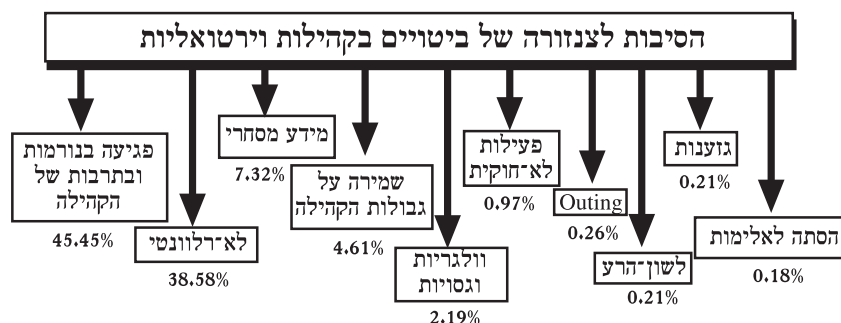 הסיבות לצנזורה של ביטויים בקהילות וירטואליות
פגיעה בנורמות
ובתרבות של
הקהילה
45.45%
לא־רלוונטי
38.58%
מידע מסחרי
7.32%
שמירה על
גבולות הקהילה
4.61%
וולגריות
וגסויות
2.19%
פעילות
לא־חוקית
0.97%
Outing
0.26%
לשון־הרע
0.21%
גזענות
0.21%
הסתה לאלימות
0.18%